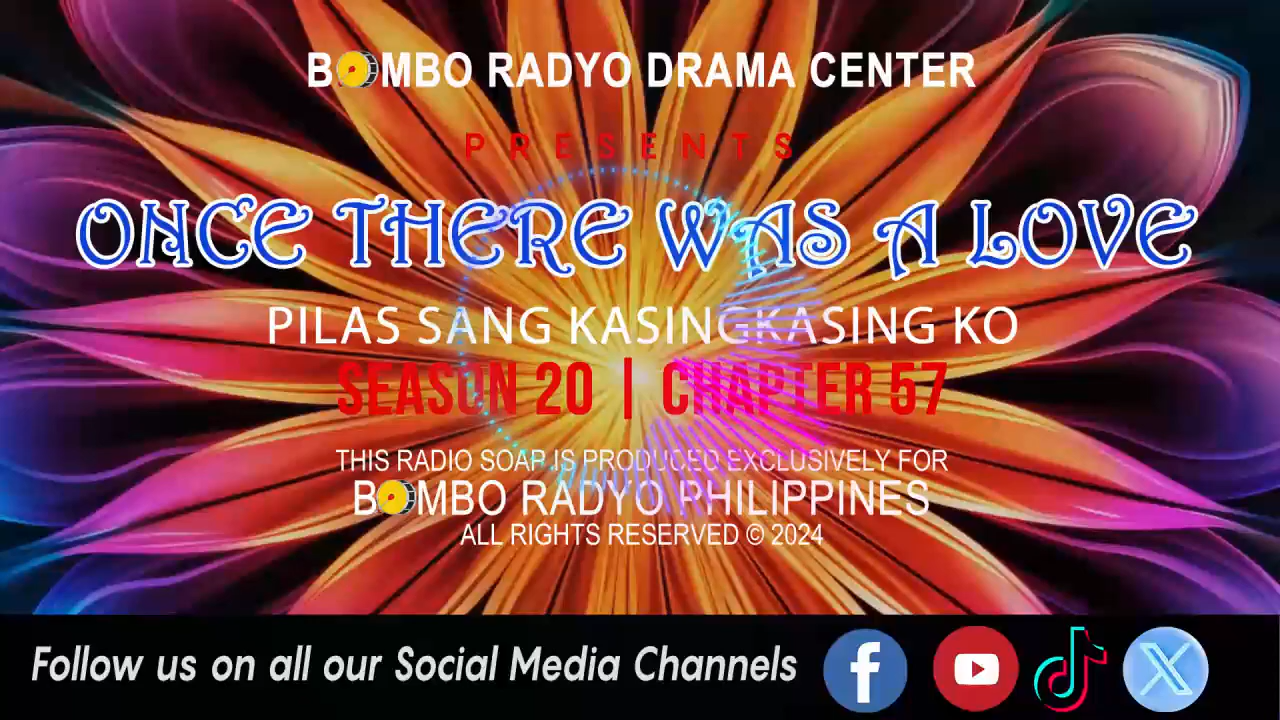 BOMBO RADYO DRAMA CENTER
PRESENTS
ONCE THERE WAS A LOVE
PILAS SANG KASINGKASING KO
SEASON 20 | CHAPTER 57
THIS RADIO SOAP IS PRODUCED EXCLUSIVELY FOR
BOMBO RADYO PHILIPPINES
ALL RIGHTS RESERVED © 2024
Follow us on all our Social Media Channels